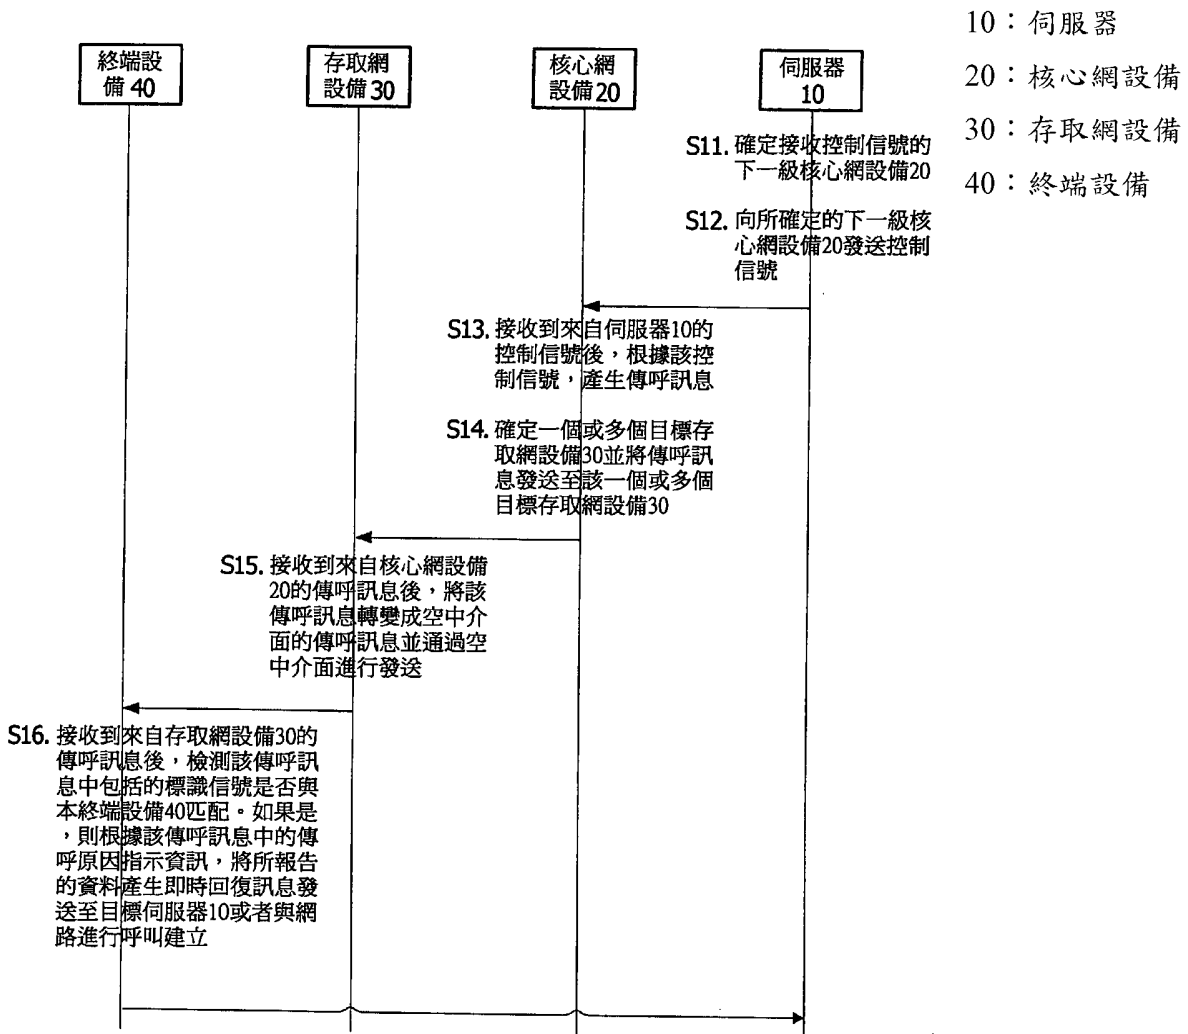 終端設
備 40
存取網
設備 30
核心網
設備 20
伺服器
10
10：伺服器
20：核心網設備
30：存取網設備
40：終端設備
S11. 確定接收控制信號的
下一級核心網設備20
S12. 向所確定的下一級核
心網設備20發送控制
信號
S13. 接收到來自伺服器10的
控制信號後，根據該控
制信號，產生傳呼訊息
S14. 確定一個或多個目標存
取網設備30並將傳呼訊
息發送至該一個或多個
目標存取網設備30
S15. 接收到來自核心網設備
20的傳呼訊息後，將該
傳呼訊息轉變成空中介
面的傳呼訊息並通過空
中介面進行發送
S16. 接收到來自存取網設備30的
傳呼訊息後，檢測該傳呼訊
息中包括的標識信號是否與
本終端設備40匹配。如果是
，則根據該傳呼訊息中的傳
呼原因指示資訊，將所報告
的資料產生即時回復訊息發
送至目標伺服器10或者與網
路進行呼叫建立